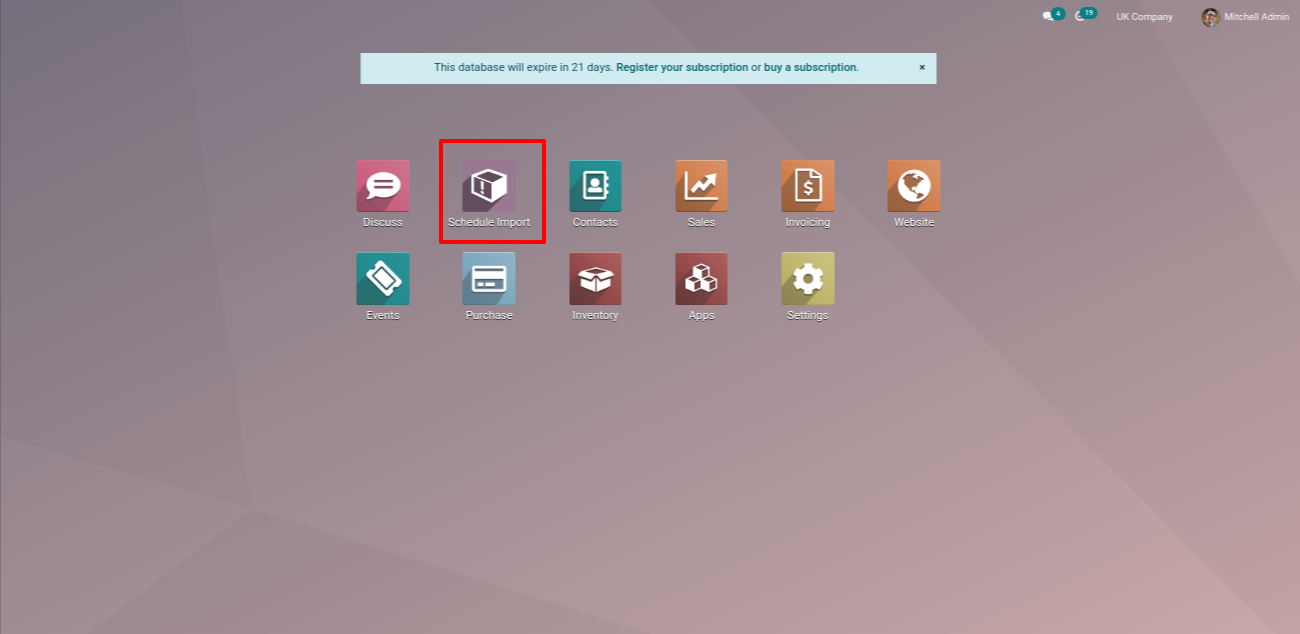 4 19 UK Company Mitchell Admin
This database will expire in 21 days. Register your subscription or buy a subscription. ×
Discuss Schedule Import Contacts Sales Invoicing Website
Events Purchase Inventory Apps Settings